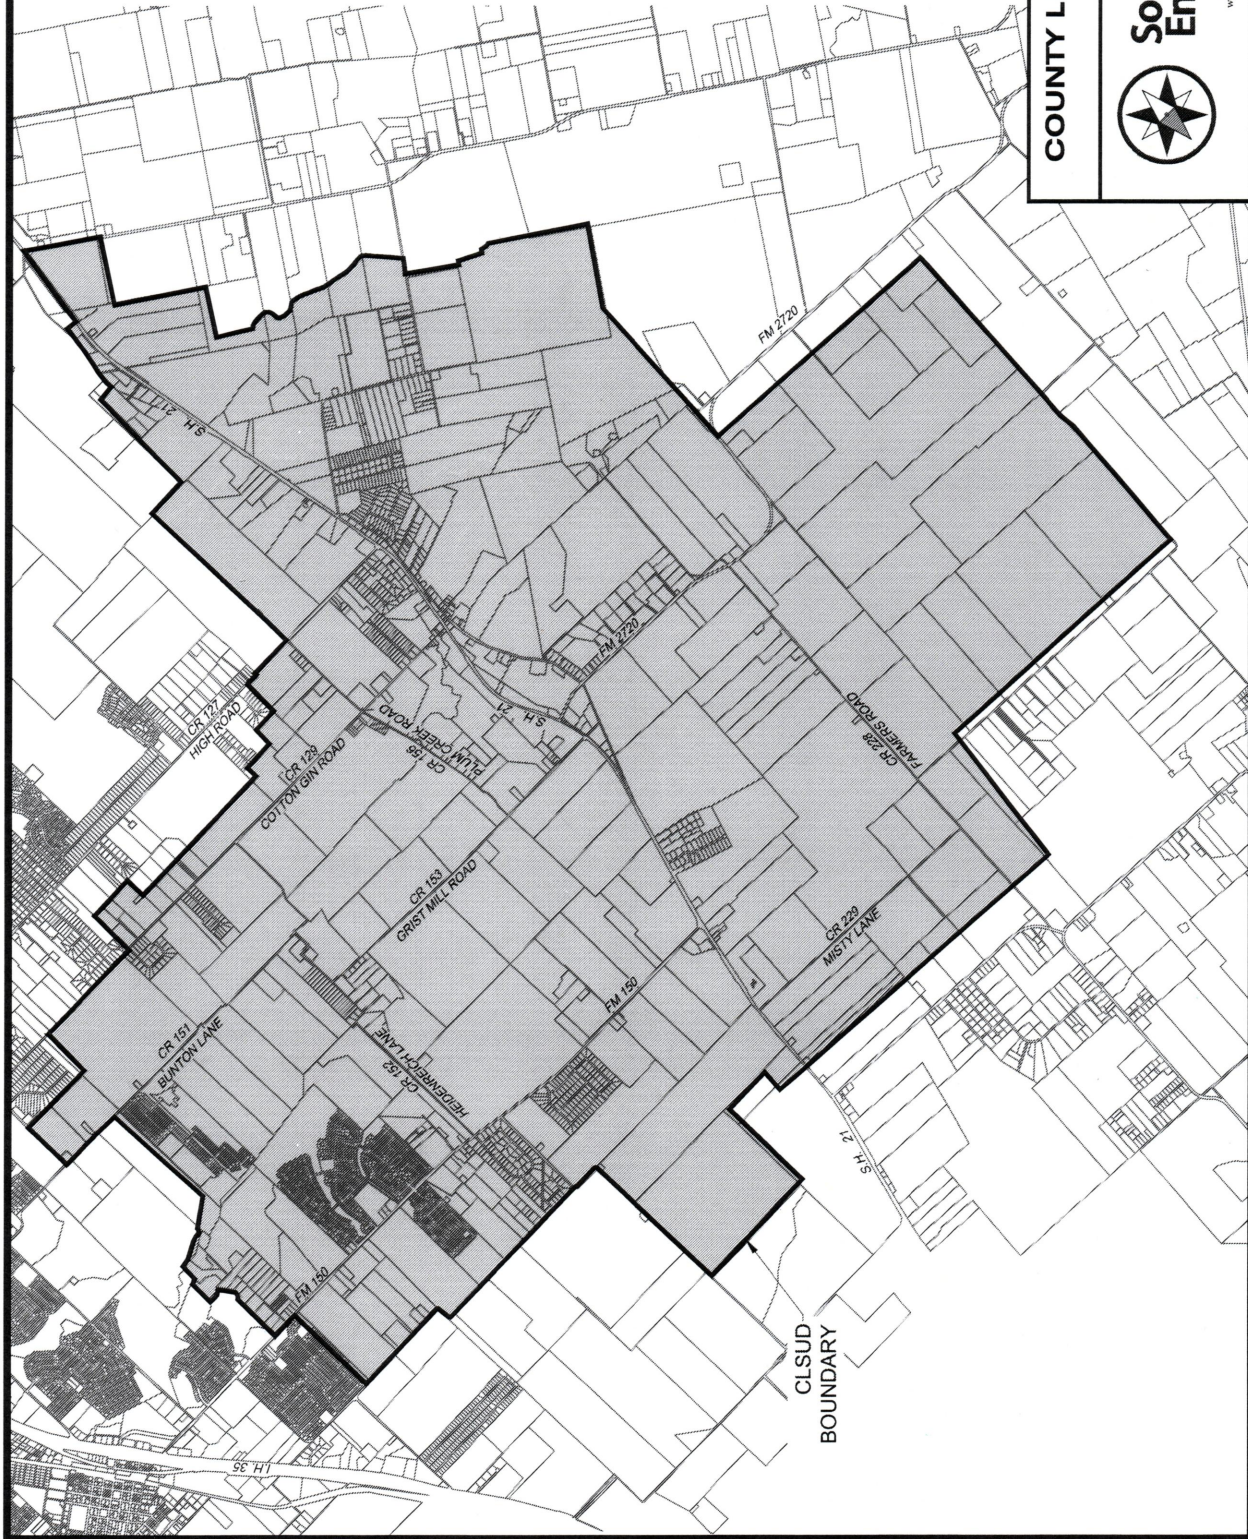 COUNTY L
So
En
w
S.H. 21
FM 2720
CR 127
HIGH ROAD
CR 129
COTTON GIN ROAD
CR 156
PLUM CREEK ROAD
S.H. 21
FM 2720
CR 228
FARMERS ROAD
CR 153
GRIST MILL ROAD
CR 229
MISTY LANE
FM 150
CR 151
BUNTON LANE
CR 152
HEIDENREICH LANE
S.H. 21
FM 150
CLSUD
BOUNDARY
I.H. 35